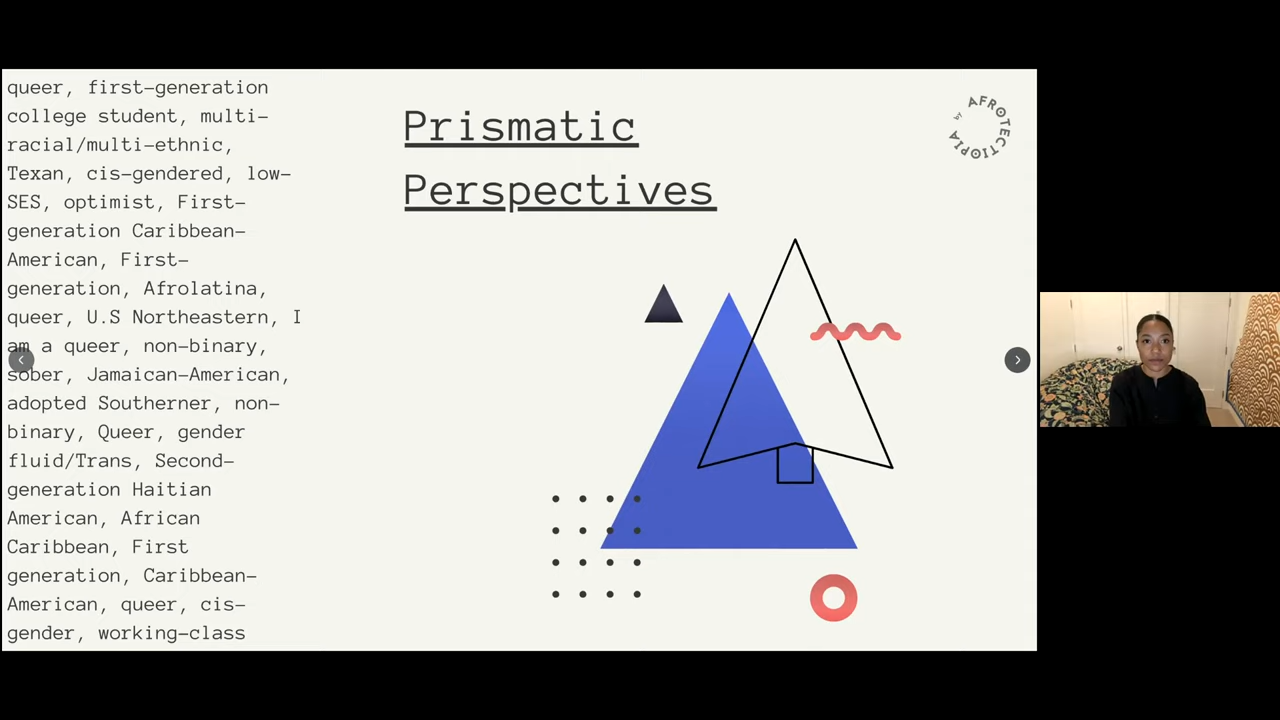 queer, first-generation
college student, multi-
racial/multi-ethnic,
Texan, cis-gendered, low-
SES, optimist, First-
generation Caribbean-
American, First-
generation, Afrolatina,
queer, U.S Northeastern, I
am a queer, non-binary,
sober, Jamaican-American,
adopted Southerner, non-
binary, Queer, gender
fluid/Trans, Second-
generation Haitian
American, African
Caribbean, First
generation, Caribbean-
American, queer, cis-
gender, working-class
Prismatic
Perspectives
by AFROTECTOPIA